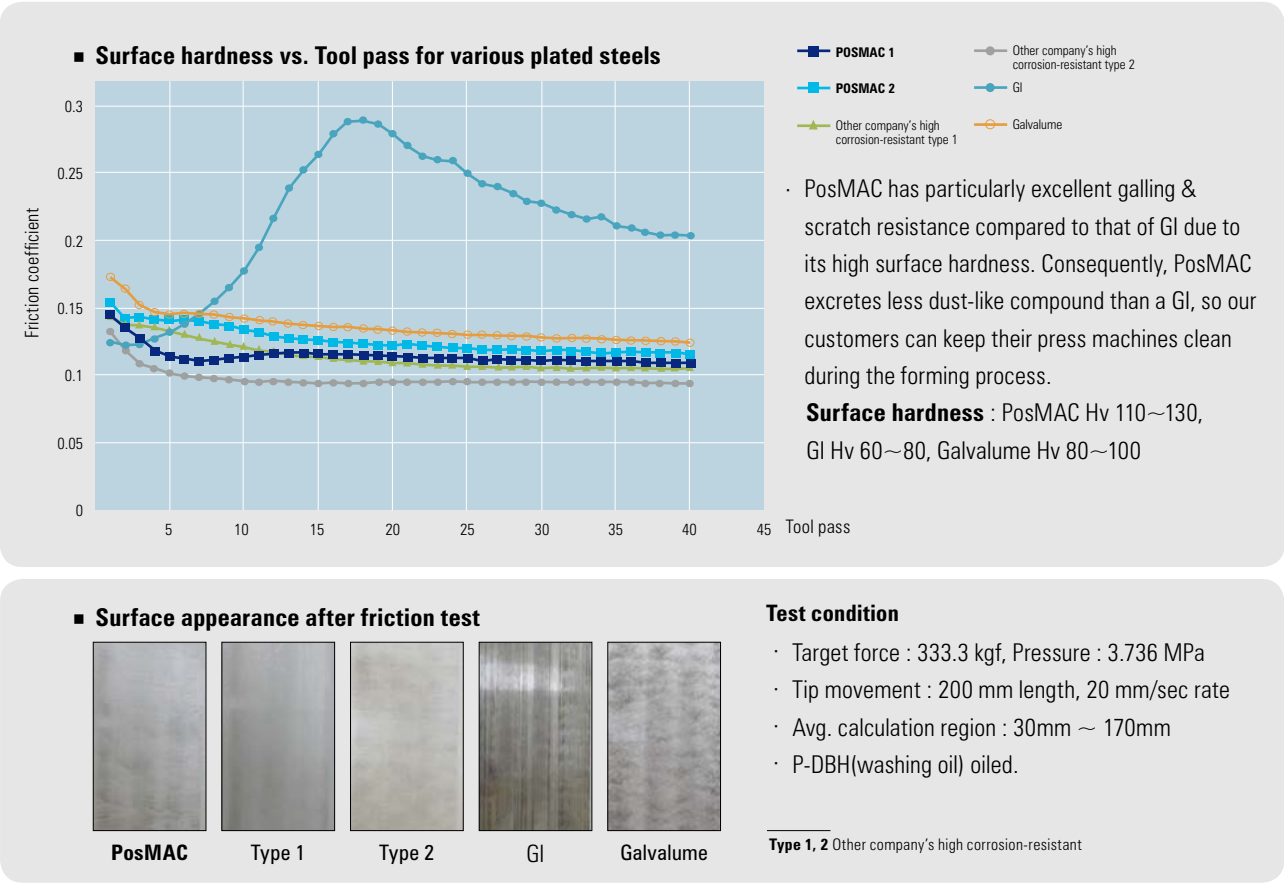 ■ Surface hardness vs. Tool pass for various plated steels
Friction coefficient
0.3
0.25
0.2
0.15
0.1
0.05
0
5 10 15 20 25 30 35 40 45 Tool pass
POSMAC 1
POSMAC 2
Other company's high
corrosion-resistant type 1
Other company's high
corrosion-resistant type 2
GI
Galvalume
· PosMAC has particularly excellent galling &
scratch resistance compared to that of GI due to
its high surface hardness. Consequently, PosMAC
excretes less dust-like compound than a GI, so our
customers can keep their press machines clean
during the forming process.
Surface hardness : PosMAC Hv 110~130,
GI Hv 60~80, Galvalume Hv 80~100
■ Surface appearance after friction test
PosMAC Type 1 Type 2 GI Galvalume
Test condition
· Target force : 333.3 kgf, Pressure : 3.736 MPa
· Tip movement : 200 mm length, 20 mm/sec rate
· Avg. calculation region : 30mm ~ 170mm
· P-DBH(washing oil) oiled.
Type 1, 2 Other company's high corrosion-resistant